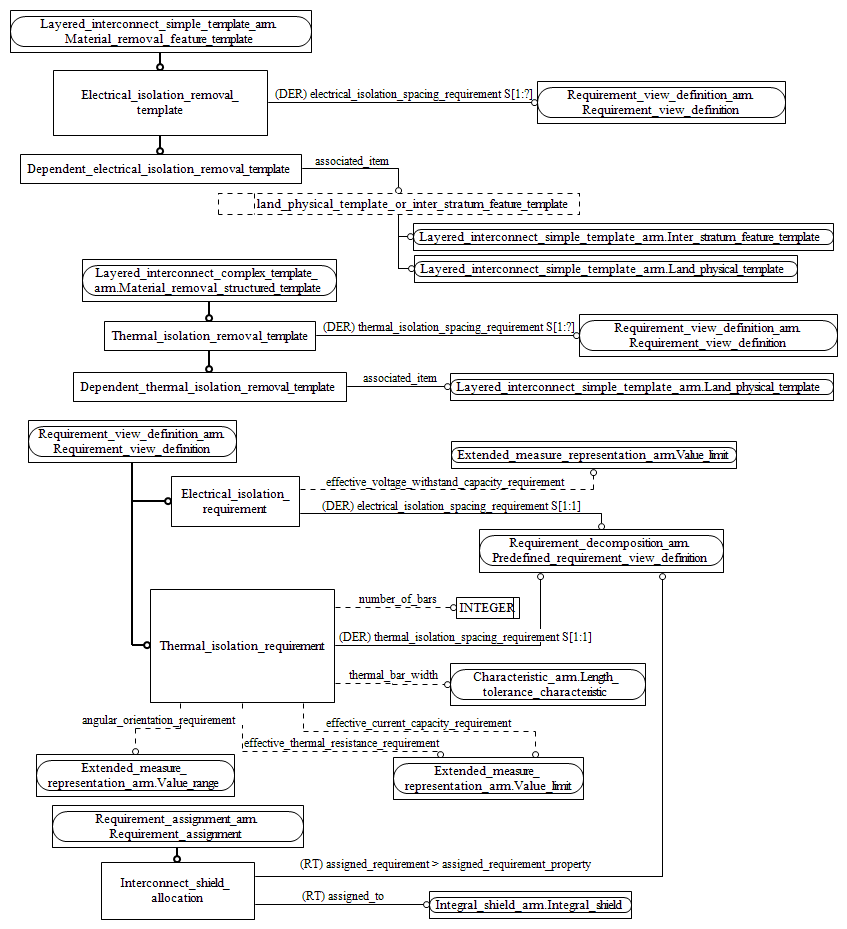 Layered_interconnect_simple_template_arm.
Material_removal_feature_template
Electrical_isolation_removal_
template
(DER) electrical_isolation_spacing_requirement S[1:?]
Requirement_view_definition_arm.
Requirement_view_definition
Dependent_electrical_isolation_removal_template
associated_item
land_physical_template_or_inter_stratum_feature_template
Layered_interconnect_simple_template_arm.Inter_stratum_feature_template
Layered_interconnect_simple_template_arm.Land_physical_template
Layered_interconnect_complex_template_
arm.Material_removal_structured_template
Thermal_isolation_removal_template
(DER) thermal_isolation_spacing_requirement S[1:?]
Requirement_view_definition_arm.
Requirement_view_definition
Dependent_thermal_isolation_removal_template
associated_item
Layered_interconnect_simple_template_arm.Land_physical_template
Requirement_view_definition_arm.
Requirement_view_definition
Extended_measure_representation_arm.Value_limit
Electrical_isolation_
requirement
effective_voltage_withstand_capacity_requirement
(DER) electrical_isolation_spacing_requirement S[1:1]
Requirement_decomposition_arm.
Predefined_requirement_view_definition
Thermal_isolation_requirement
number_of_bars
INTEGER
(DER) thermal_isolation_spacing_requirement S[1:1]
thermal_bar_width
Characteristic_arm.Length_
tolerance_characteristic
angular_orientation_requirement
effective_current_capacity_requirement
effective_thermal_resistance_requirement
Extended_measure_
representation_arm.Value_range
Extended_measure_
representation_arm.Value_limit
Requirement_assignment_arm.
Requirement_assignment
Interconnect_shield_
allocation
(RT) assigned_requirement > assigned_requirement_property
(RT) assigned_to
Integral_shield_arm.Integral_shield